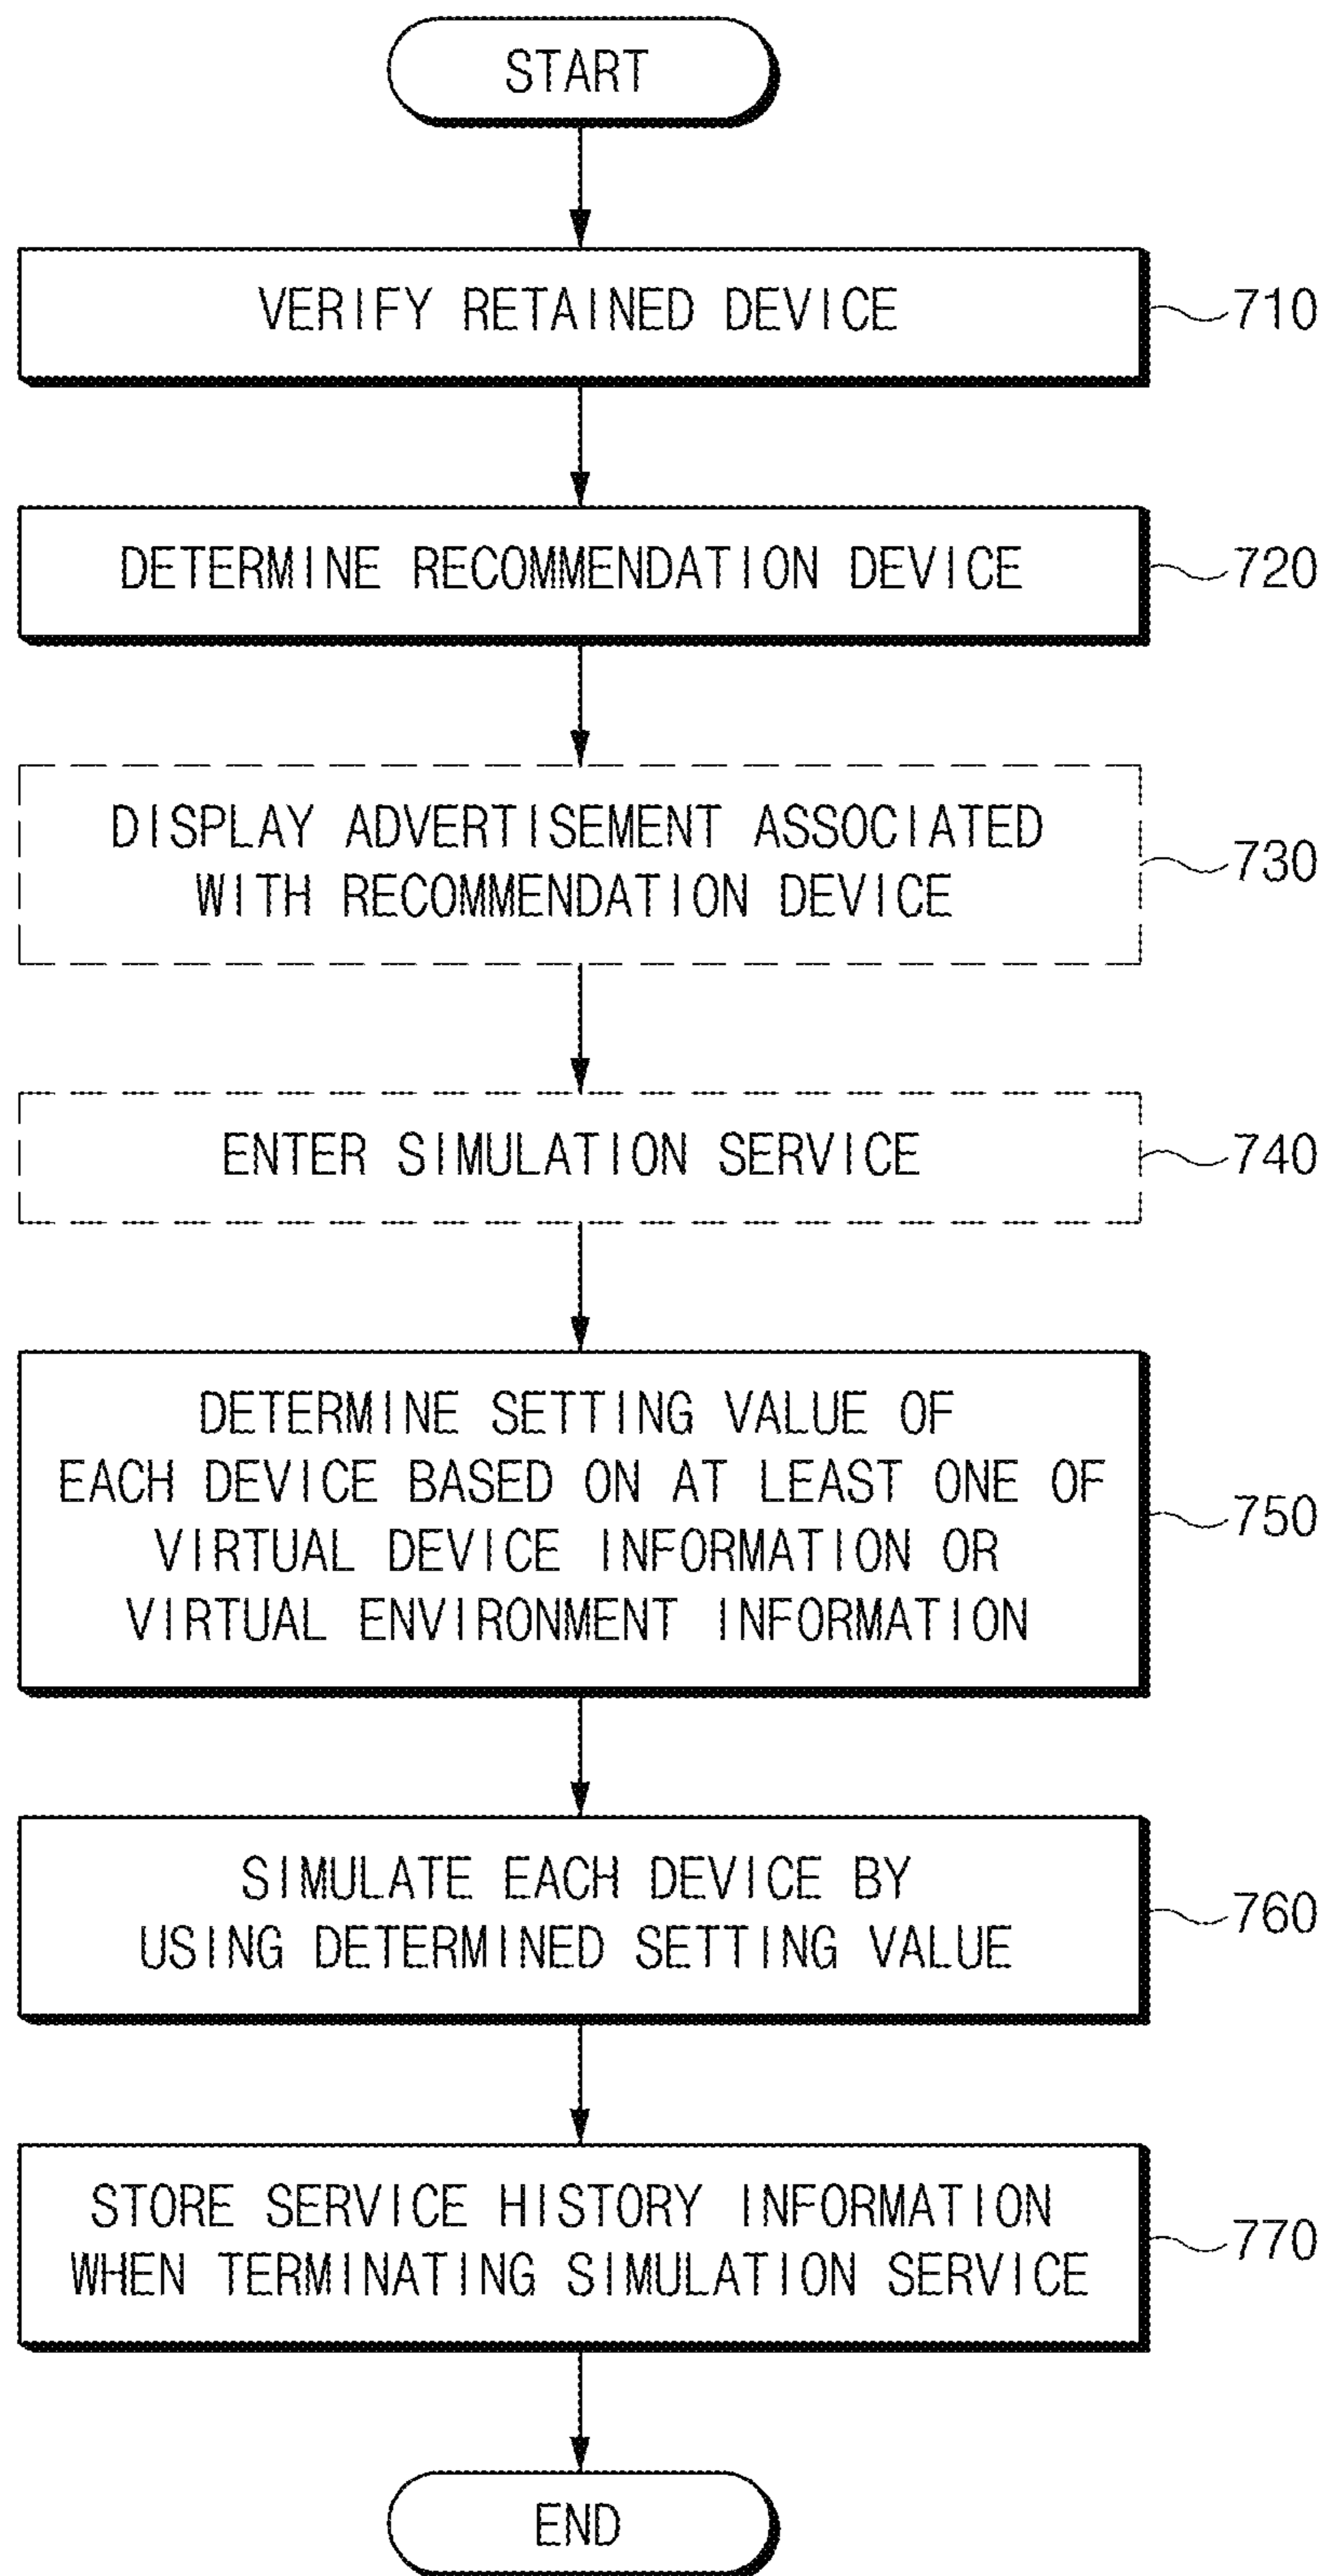 START
VERIFY RETAINED DEVICE
710
DETERMINE RECOMMENDATION DEVICE
720
DISPLAY ADVERTISEMENT ASSOCIATED
WITH RECOMMENDATION DEVICE
730
ENTER SIMULATION SERVICE
740
DETERMINE SETTING VALUE OF
EACH DEVICE BASED ON AT LEAST ONE OF
VIRTUAL DEVICE INFORMATION OR
VIRTUAL ENVIRONMENT INFORMATION
750
SIMULATE EACH DEVICE BY
USING DETERMINED SETTING VALUE
760
STORE SERVICE HISTORY INFORMATION
WHEN TERMINATING SIMULATION SERVICE
770
END